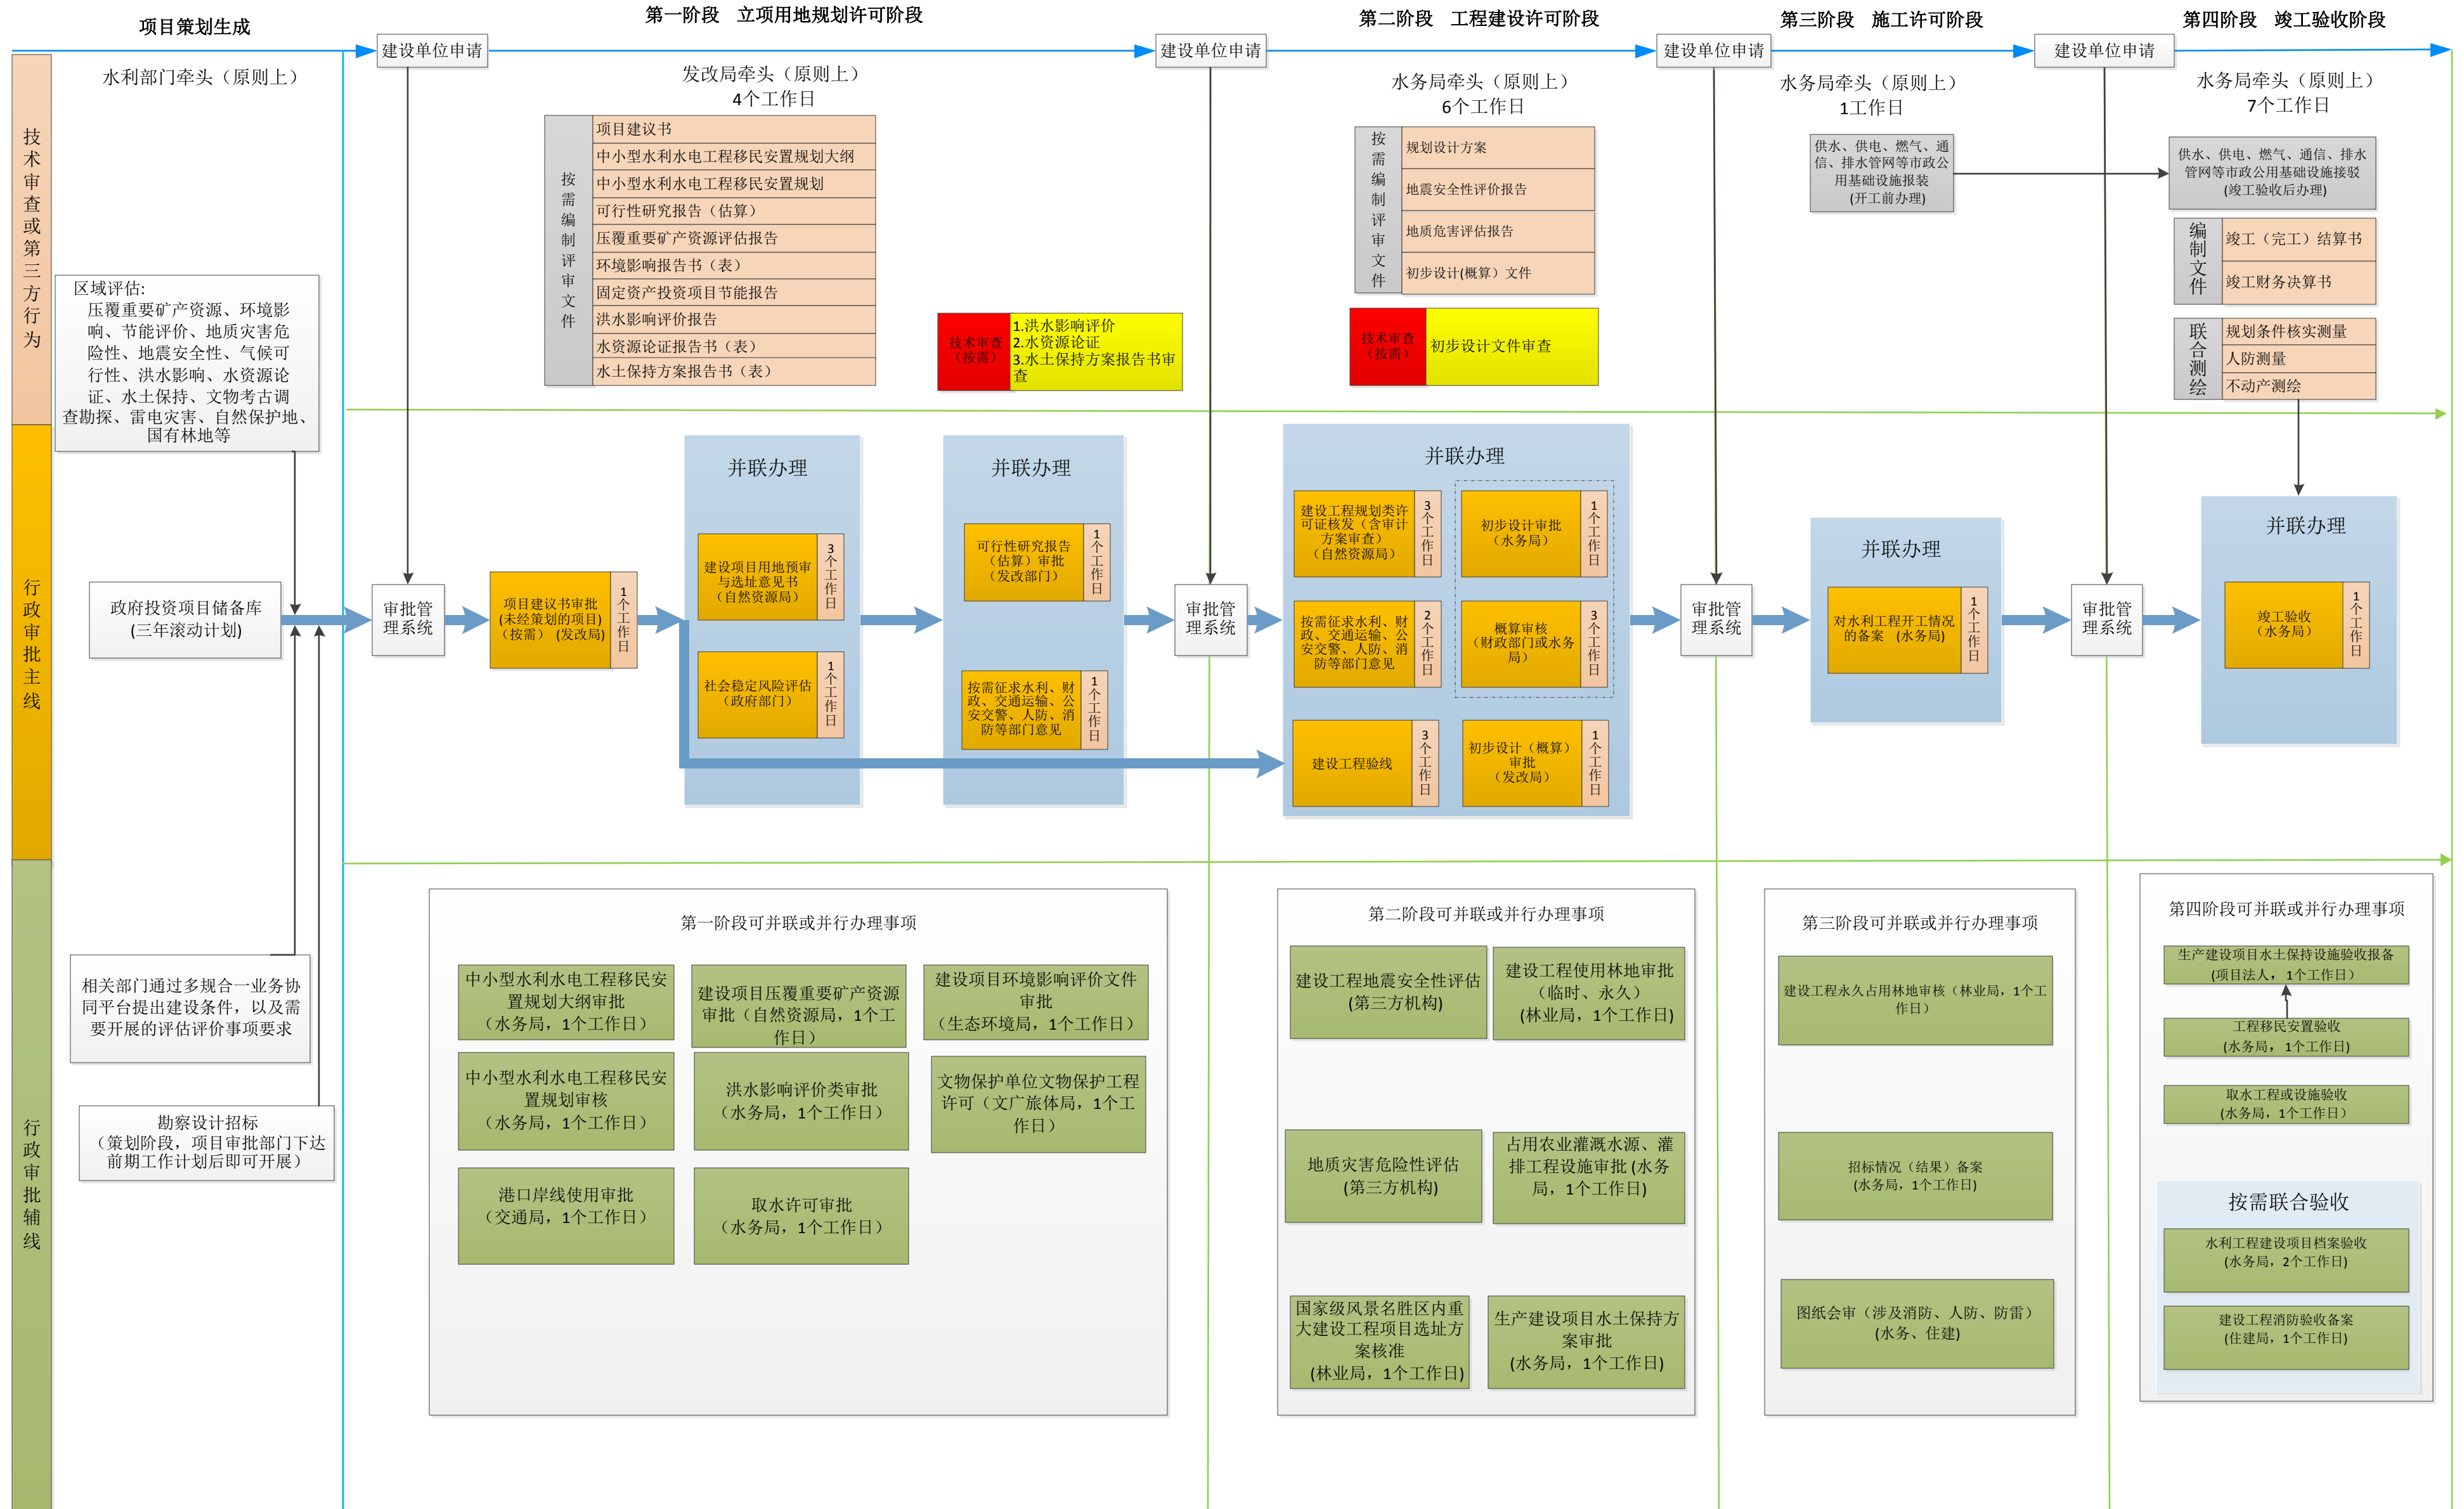 项目策划生成
第一阶段 立项用地规划许可阶段
第二阶段 工程建设许可阶段
第三阶段 施工许可阶段
第四阶段 竣工验收阶段
建设单位申请
建设单位申请
建设单位申请
建设单位申请
技术审查或第三方行为
水利部门牵头（原则上）
发改局牵头（原则上）
4个工作日
水务局牵头（原则上）
6个工作日
水务局牵头（原则上）
1工作日
水务局牵头（原则上）
7个工作日
区域评估:
压覆重要矿产资源、环境影
响、节能评价、地质灾害危
险性、地震安全性、气候可
行性、洪水影响、水资源论
证、水土保持、文物考古调
查勘探、雷电灾害、自然保护地、
国有林地等
按需编制评审文件
项目建议书
中小型水利水电工程移民安置规划大纲
中小型水利水电工程移民安置规划
可行性研究报告（估算）
压覆重要矿产资源评估报告
环境影响报告书（表）
固定资产投资项目节能报告
洪水影响评价报告
水资源论证报告书（表）
水土保持方案报告书（表）
技术审查
（按需）
1.洪水影响评价
2.水资源论证
3.水土保持方案报告书审
查
按需编制评审文件
规划设计方案
地震安全性评价报告
地质危害评估报告
初步设计(概算）文件
技术审查
（按需）
初步设计文件审查
供水、供电、燃气、通
信、排水管网等市政公
用基础设施报装
(开工前办理)
供水、供电、燃气、通信、排水
管网等市政公用基础设施接驳
(竣工验收后办理)
编制文件
竣工（完工）结算书
竣工财务决算书
联合测绘
规划条件核实测量
人防测量
不动产测绘
行政审批主线
政府投资项目储备库
(三年滚动计划)
审批管
理系统
项目建议书审批
(未经策划的项目)
（按需）（发改局)
1个工作日
并联办理
建设项目用地预审
与选址意见书
（自然资源局）
3个工作日
社会稳定风险评估
（政府部门）
1个工作日
并联办理
可行性研究报告
（估算）审批
（发改部门）
1个工作日
按需征求水利、财
政、交通运输、公
安交警、人防、消
防等部门意见
1个工作日
审批管
理系统
并联办理
建设工程规划类许
可证核发（含审计
方案审查）
（自然资源局）
3个工作日
初步设计审批
（水务局）
1个工作日
按需征求水利、财
政、交通运输、公
安交警、人防、消
防等部门意见
2个工作日
概算审核
（财政部门或水务
局）
3个工作日
建设工程验线
3个工作日
初步设计（概算）
审批
（发改局）
1个工作日
审批管
理系统
并联办理
对水利工程开工情况
的备案 (水务局)
1个工作日
审批管
理系统
并联办理
竣工验收
（水务局）
1个工作日
行政审批辅线
相关部门通过多规合一业务协
同平台提出建设条件，以及需
要开展的评估评价事项要求
勘察设计招标
（策划阶段，项目审批部门下达
前期工作计划后即可开展）
第一阶段可并联或并行办理事项
中小型水利水电工程移民安
置规划大纲审批
（水务局，1个工作日）
建设项目压覆重要矿产资源
审批（自然资源局，1个工
作日）
建设项目环境影响评价文件
审批
（生态环境局，1个工作日）
中小型水利水电工程移民安
置规划审核
（水务局，1个工作日）
洪水影响评价类审批
（水务局，1个工作日）
文物保护单位文物保护工程
许可（文广旅体局，1个工
作日）
港口岸线使用审批
（交通局，1个工作日）
取水许可审批
（水务局，1个工作日）
第二阶段可并联或并行办理事项
建设工程地震安全性评估
(第三方机构)
建设工程使用林地审批
（临时、永久）
(林业局，1个工作日)
地质灾害危险性评估
(第三方机构)
占用农业灌溉水源、灌
排工程设施审批 (水务
局，1个工作日)
国家级风景名胜区内重
大建设工程项目选址方
案核准
(林业局，1个工作日)
生产建设项目水土保持方
案审批
(水务局，1个工作日)
第三阶段可并联或并行办理事项
建设工程永久占用林地审核（林业局，1个工
作日）
招标情况（结果）备案
(水务局，1个工作日)
图纸会审（涉及消防、人防、防雷）
(水务、住建)
第四阶段可并联或并行办理事项
生产建设项目水土保持设施验收报备
(项目法人，1个工作日）
工程移民安置验收
(水务局，1个工作日)
取水工程或设施验收
(水务局，1个工作日）
按需联合验收
水利工程建设项目档案验收
(水务局，2个工作日)
建设工程消防验收备案
(住建局，1个工作日)